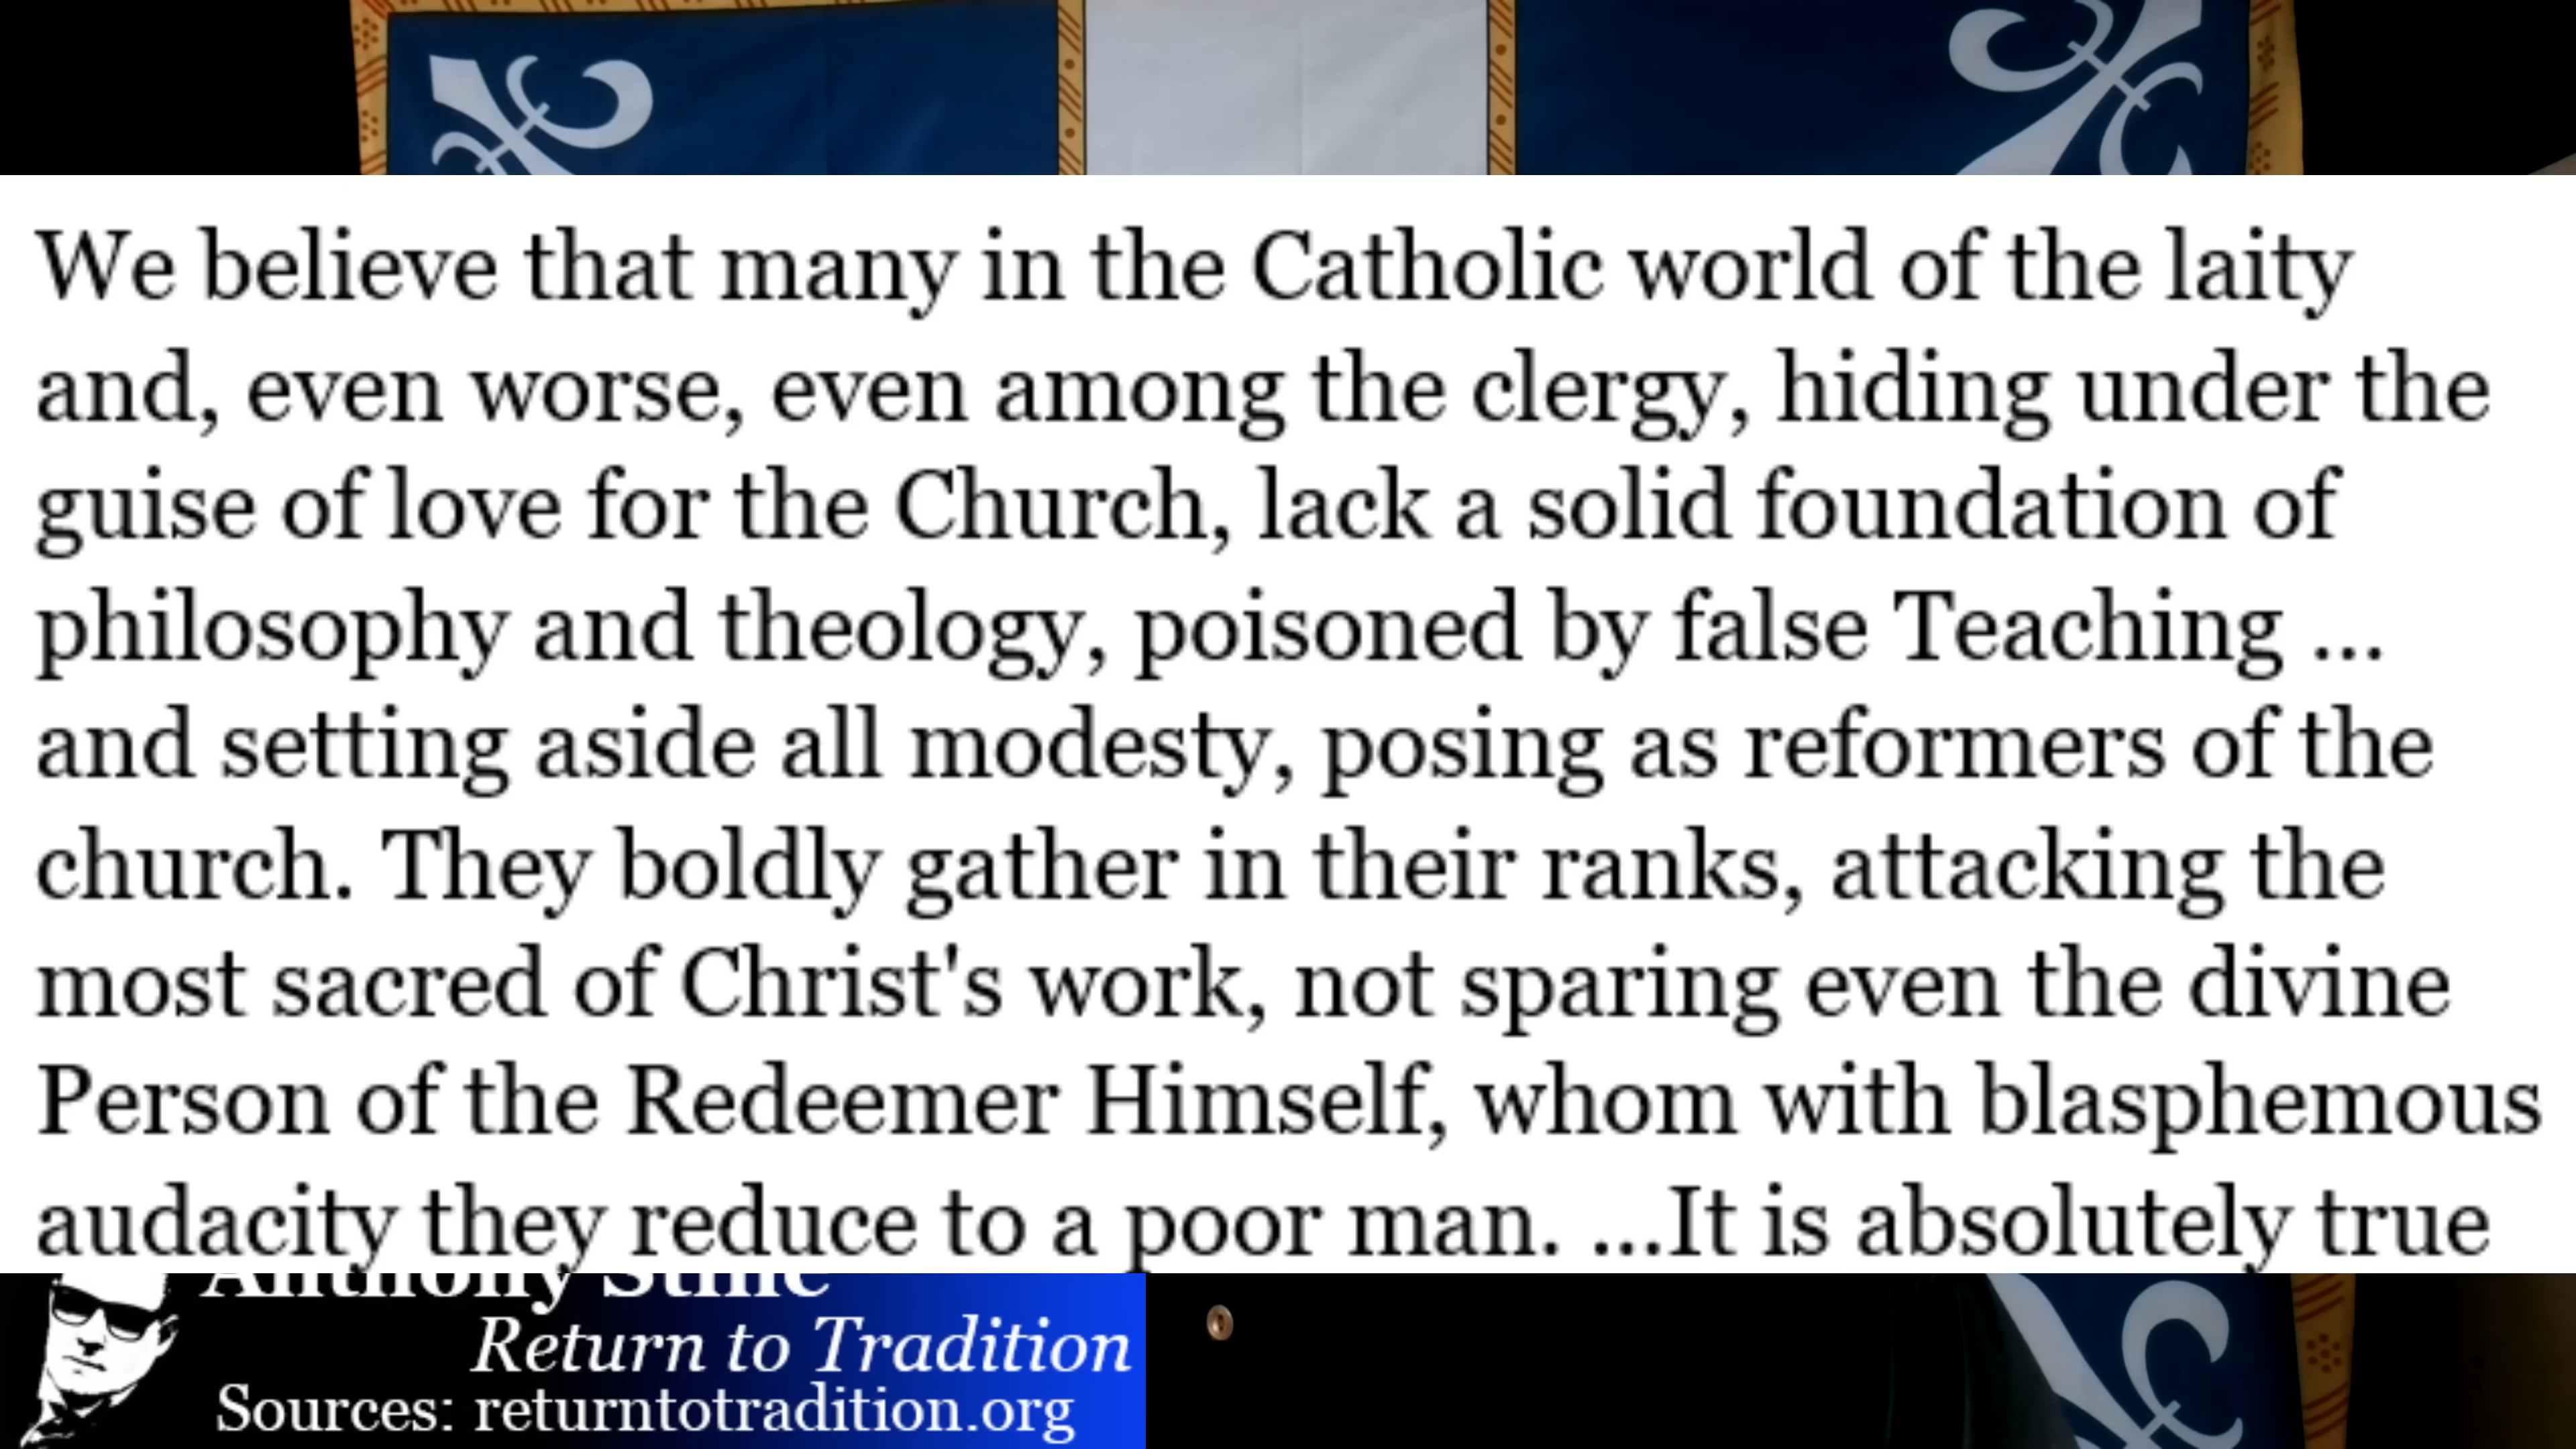 We believe that many in the Catholic world of the laity
and, even worse, even among the clergy, hiding under the
guise of love for the Church, lack a solid foundation of
philosophy and theology, poisoned by false Teaching ...
and setting aside all modesty, posing as reformers of the
church. They boldly gather in their ranks, attacking the
most sacred of Christ's work, not sparing even the divine
Person of the Redeemer Himself, whom with blasphemous
audacity they reduce to a poor man. ...It is absolutely true
Anthony Stine
Return to Tradition
Sources: returntotradition.org